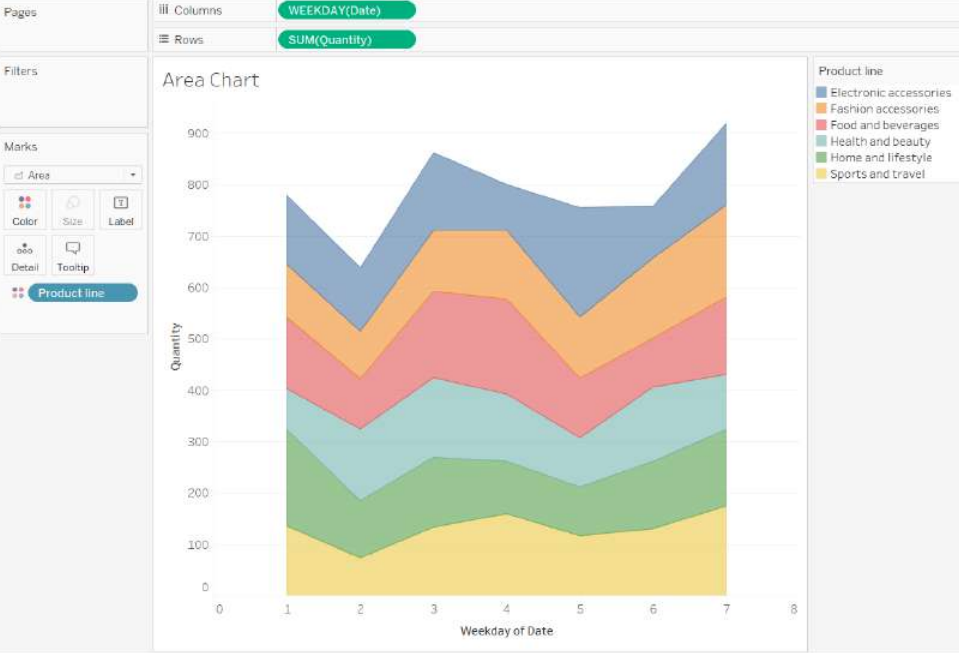 Pages
Columns
WEEKDAY(Date)
Rows
SUM(Quantity)
Filters
Marks
Area
Color
Size
T
Label
Detail
Tooltip
Product line
Area Chart
Quantity
900
800
700
600
500
400
300
200
100
0
0 1 2 3 4 5 6 7 8
Weekday of Date
Product line
Electronic accessories
Fashion accessories
Food and beverages
Health and beauty
Home and lifestyle
Sports and travel